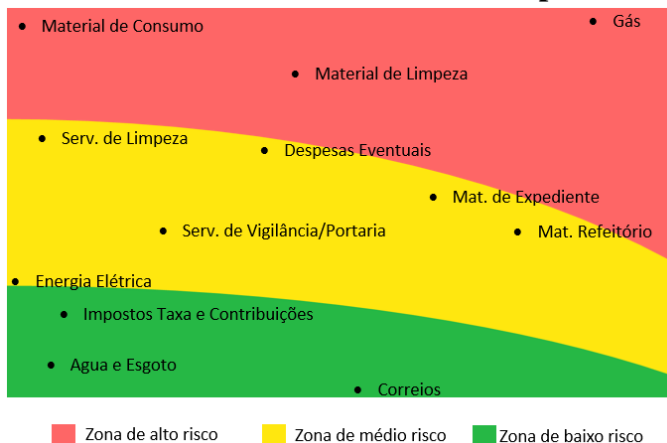 Gás
Material de Consumo
Material de Limpeza
Serv. de Limpeza
Despesas Eventuais
Mat. de Expediente
Serv. de Vigilância/Portaria
Mat. Refeitório
Energia Elétrica
Impostos Taxa e Contribuições
Agua e Esgoto
Correios
Zona de alto risco
Zona de médio risco
Zona de baixo risco